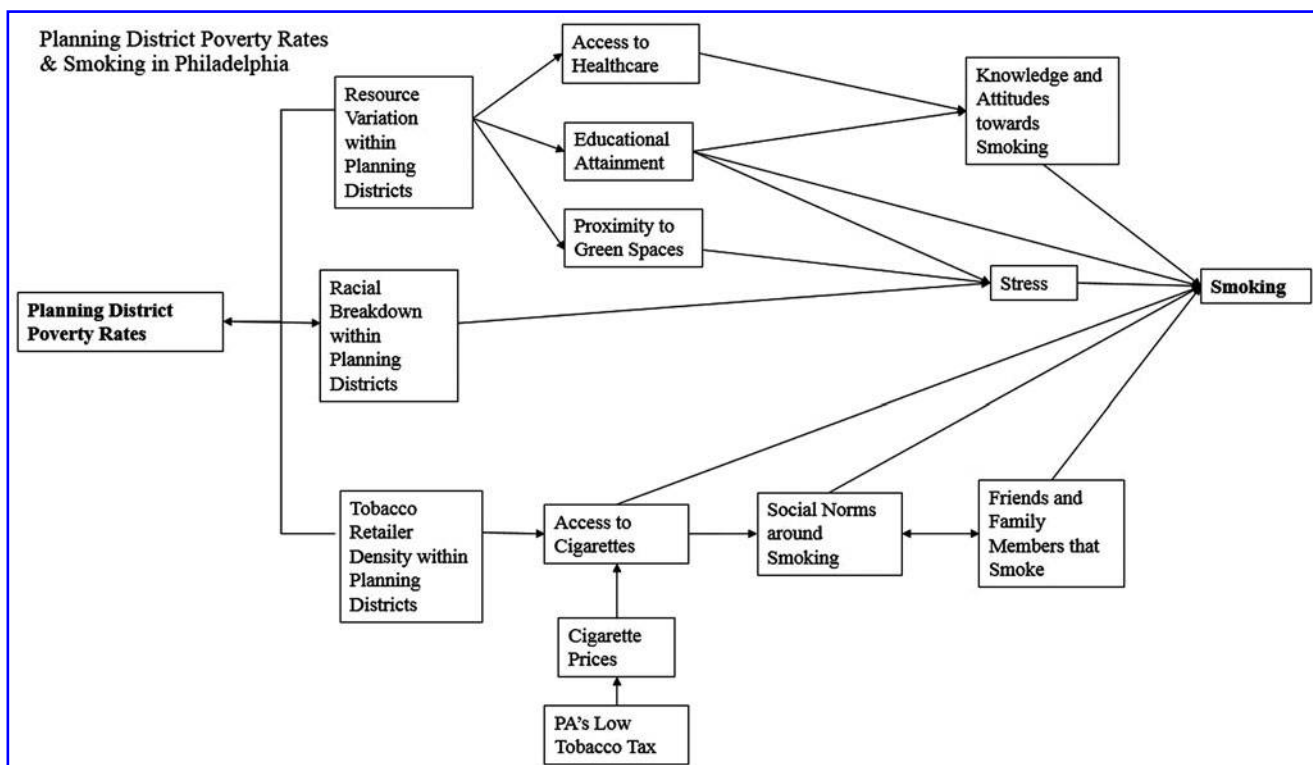 Planning District Poverty Rates
& Smoking in Philadelphia
Access to
Healthcare
Knowledge and
Attitudes
towards
Smoking
Resource
Variation
within
Planning
Districts
Educational
Attainment
Proximity to
Green Spaces
Planning District
Poverty Rates
Racial
Breakdown
within
Planning
Districts
Stress
Smoking
Tobacco
Retailer
Density within
Planning
Districts
Access to
Cigarettes
Social Norms
around
Smoking
Friends and
Family
Members that
Smoke
Cigarette
Prices
PA's Low
Tobacco Tax